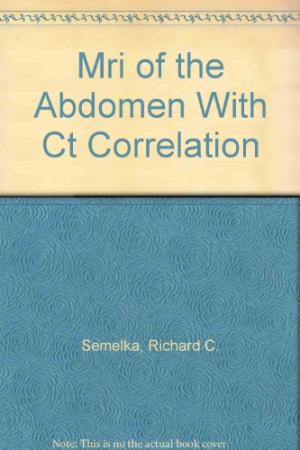 Mri of the
Abdomen With
Ct Correlation
Semelka, Richard C.
Note: This is no the actual book cover